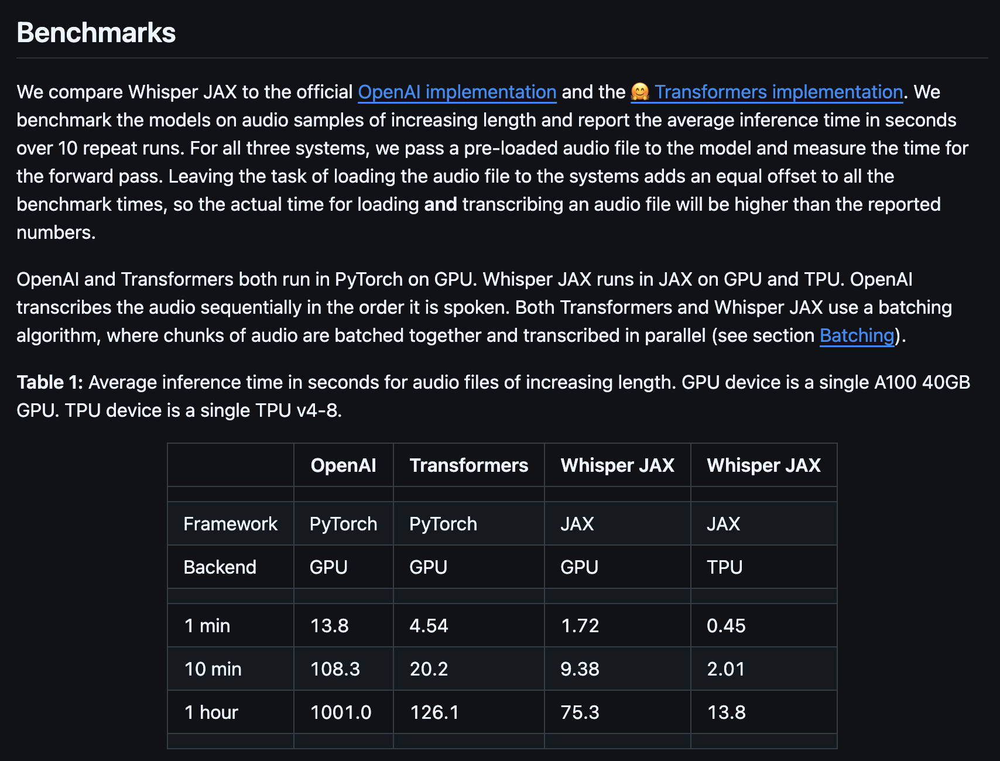 Benchmarks
We compare Whisper JAX to the official OpenAI implementation and the 🤗 Transformers implementation. We
benchmark the models on audio samples of increasing length and report the average inference time in seconds
over 10 repeat runs. For all three systems, we pass a pre-loaded audio file to the model and measure the time for
the forward pass. Leaving the task of loading the audio file to the systems adds an equal offset to all the
benchmark times, so the actual time for loading and transcribing an audio file will be higher than the reported
numbers.
OpenAI and Transformers both run in PyTorch on GPU. Whisper JAX runs in JAX on GPU and TPU. OpenAI
transcribes the audio sequentially in the order it is spoken. Both Transformers and Whisper JAX use a batching
algorithm, where chunks of audio are batched together and transcribed in parallel (see section Batching).
Table 1: Average inference time in seconds for audio files of increasing length. GPU device is a single A100 40GB
GPU. TPU device is a single TPU v4-8.
OpenAI Transformers Whisper JAX Whisper JAX
Framework PyTorch PyTorch JAX JAX
Backend GPU GPU GPU TPU
1 min 13.8 4.54 1.72 0.45
10 min 108.3 20.2 9.38 2.01
1 hour 1001.0 126.1 75.3 13.8